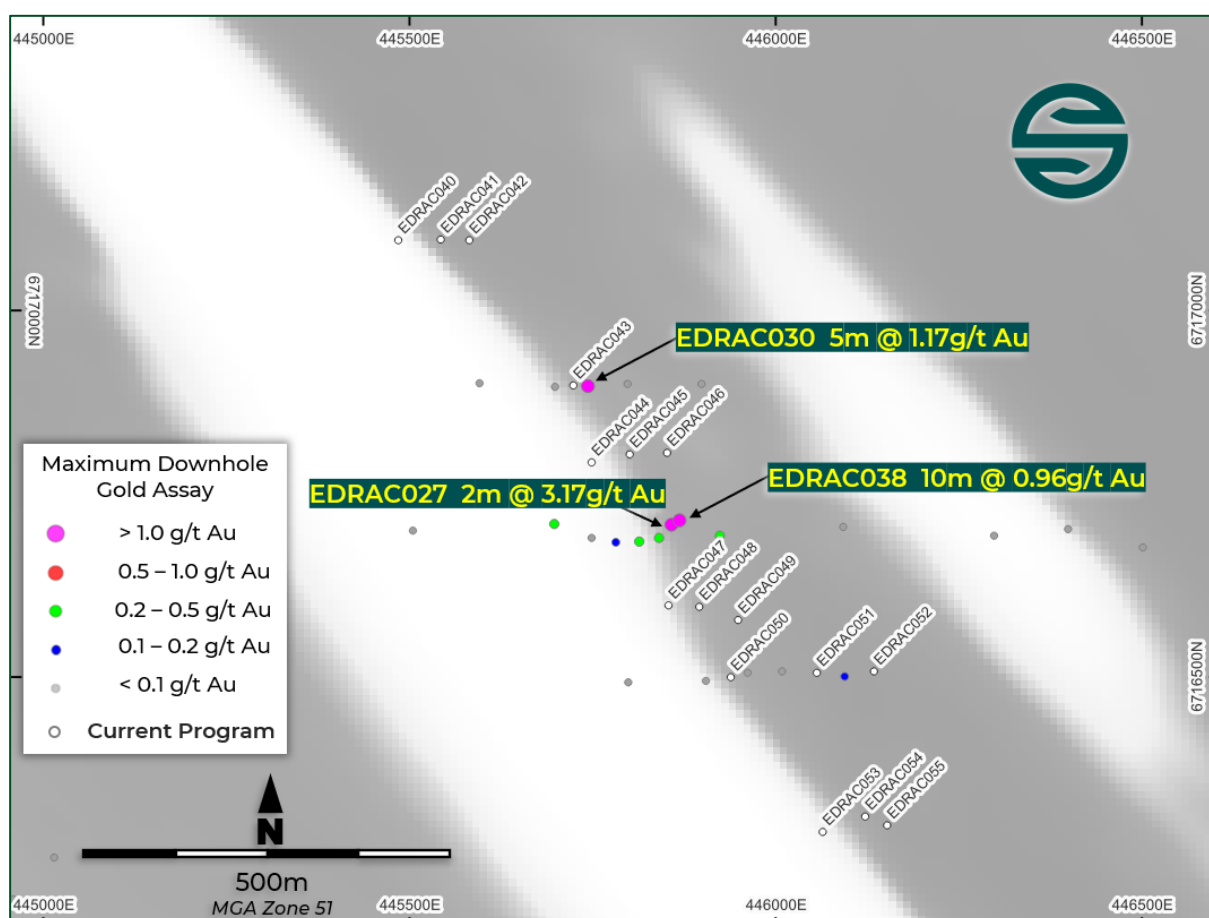 445000E
445500E
446000E
446500E
EDRAC040
EDRAC041
EDRAC042
6717000N
6717000N
EDRAC030 5m @ 1.17g/t Au
EDRAC043
EDRAC044
EDRAC045
EDRAC046
EDRAC027 2m @ 3.17g/t Au
EDRAC038 10m @ 0.96g/t Au
Maximum Downhole
Gold Assay
> 1.0 g/t Au
0.5 – 1.0 g/t Au
0.2 – 0.5 g/t Au
0.1 – 0.2 g/t Au
< 0.1 g/t Au
Current Program
EDRAC047
EDRAC048
EDRAC049
EDRAC050
EDRAC051
EDRAC052
6716500N
EDRAC053
EDRAC054
EDRAC055
N
500m
MGA Zone 51
445000E
445500E
446000E
446500E